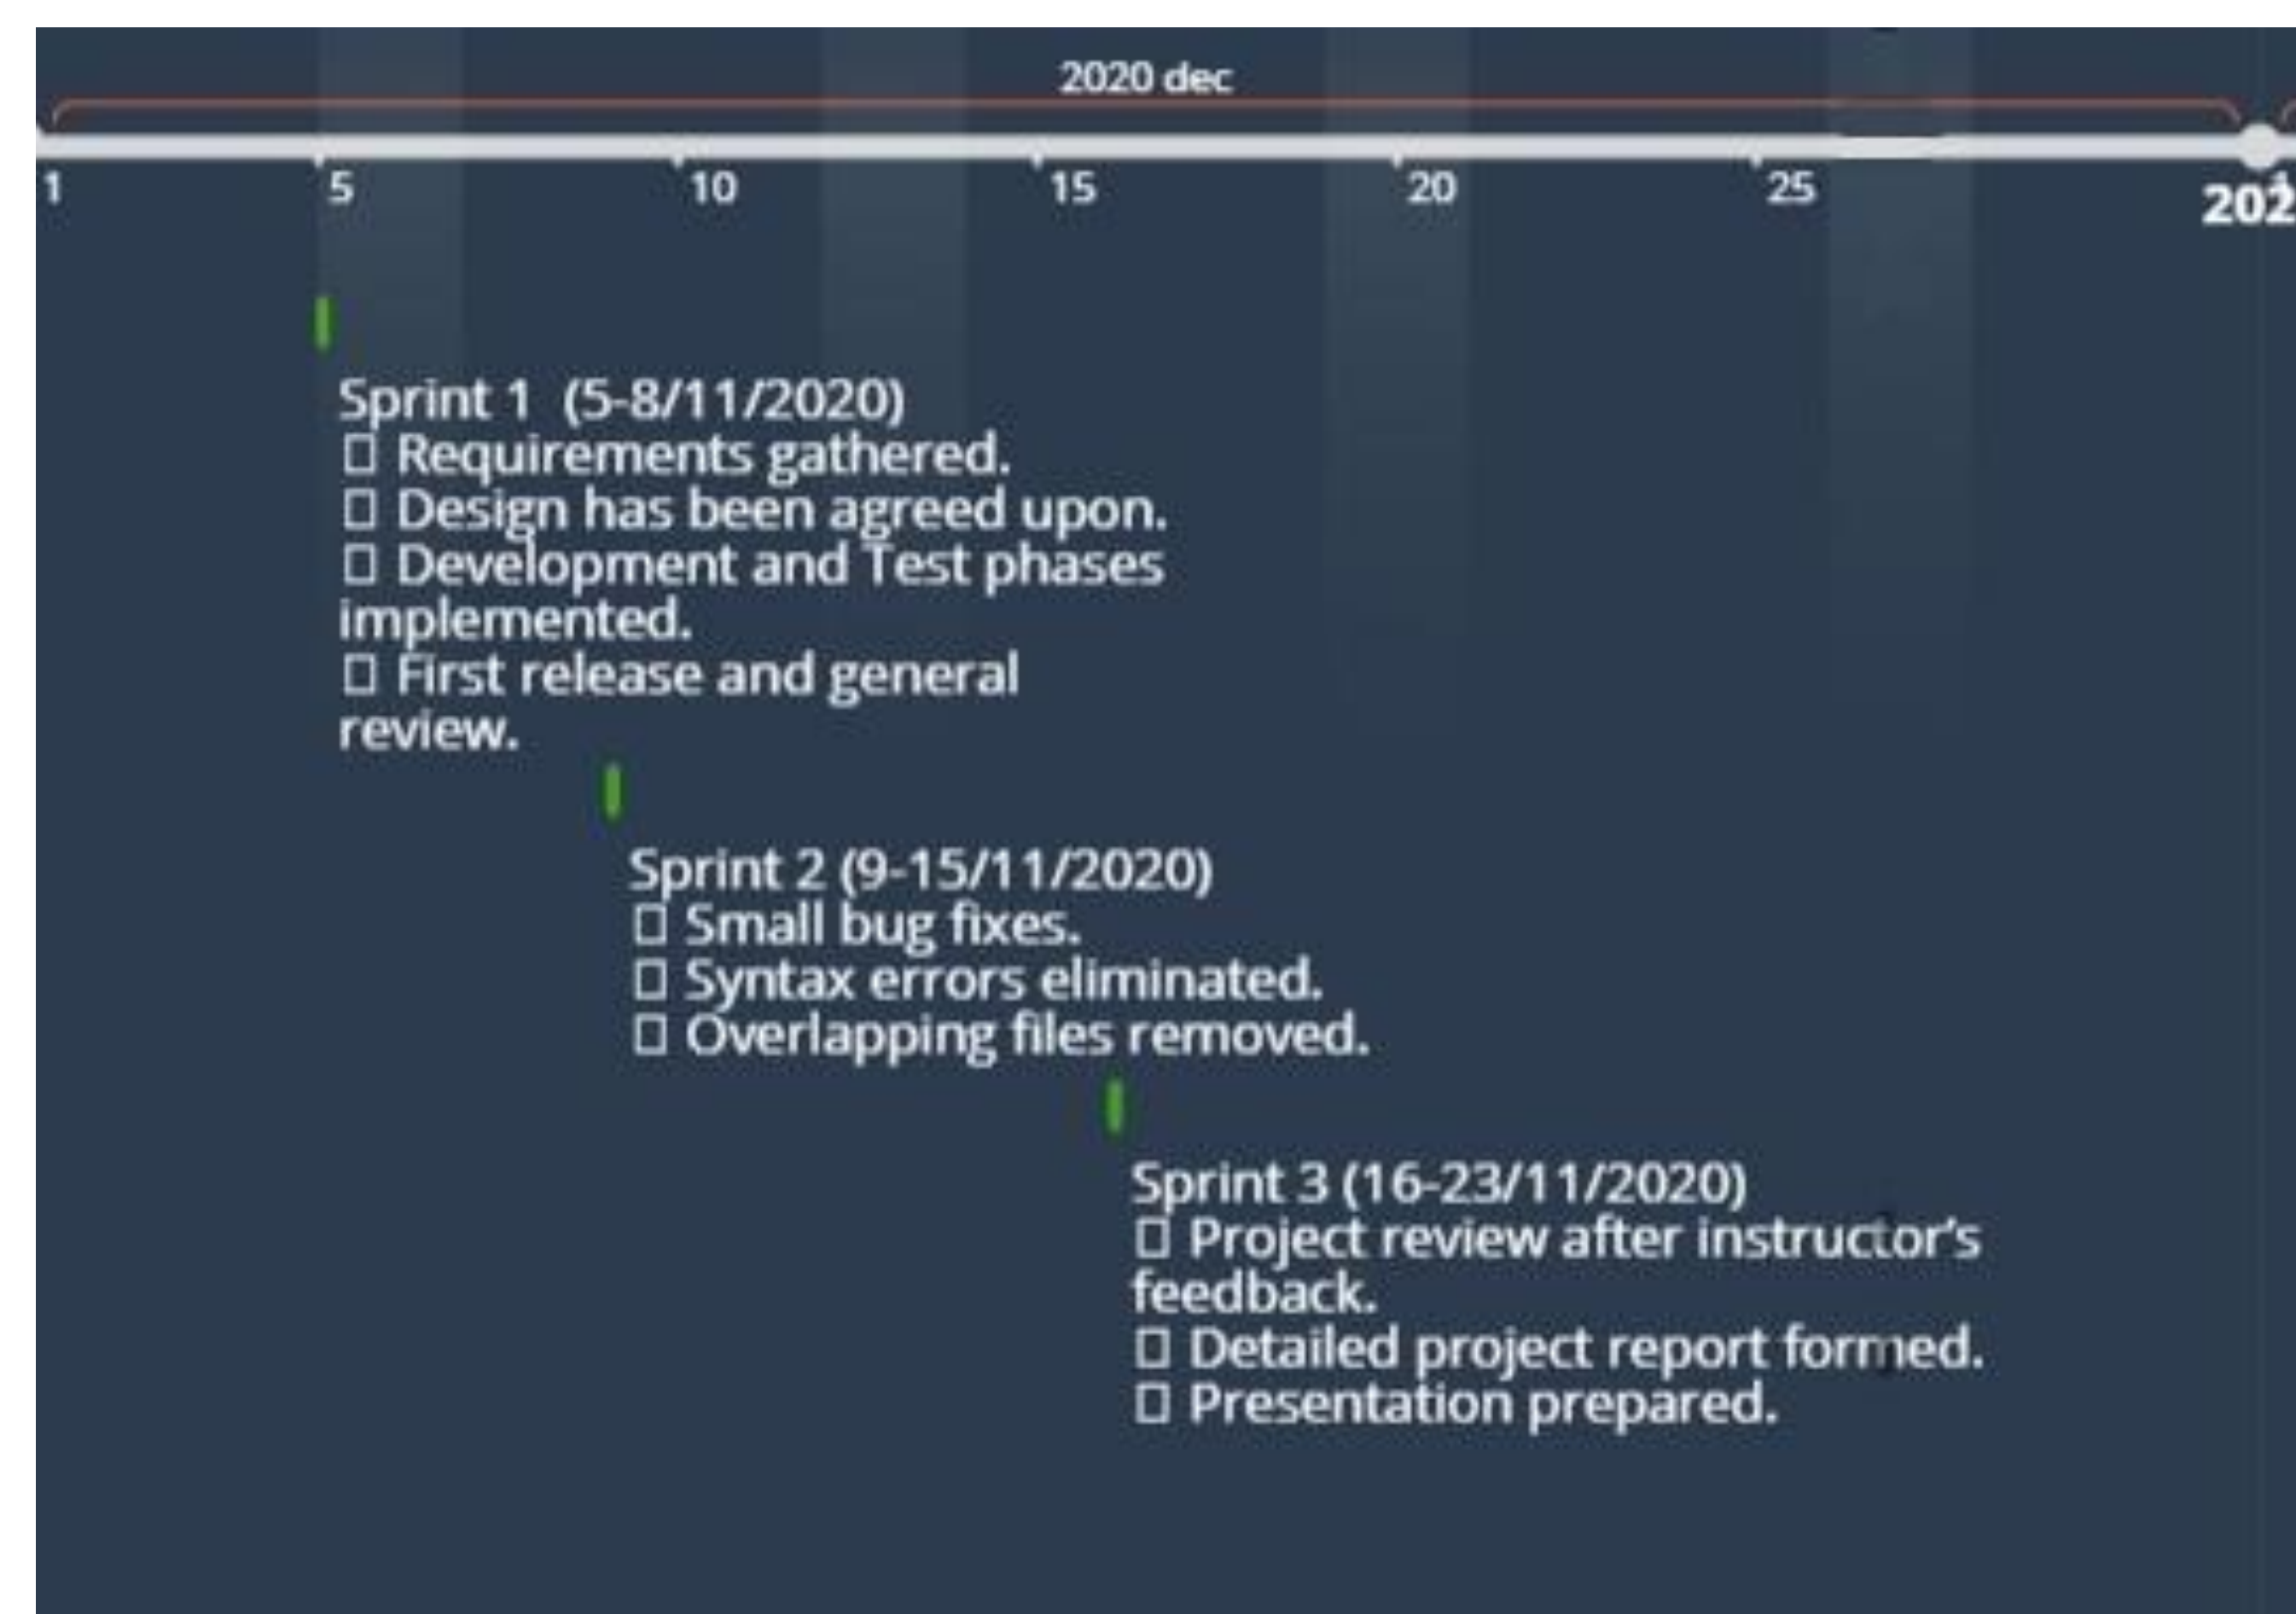 2020 dec
1 5 10 15 20 25
202
Sprint 1 (5-8/11/2020)
▯ Requirements gathered.
▯ Design has been agreed upon.
▯ Development and Test phases
implemented.
▯ First release and general
review.
Sprint 2 (9-15/11/2020)
▯ Small bug fixes.
▯ Syntax errors eliminated.
▯ Overlapping files removed.
Sprint 3 (16-23/11/2020)
▯ Project review after instructor's
feedback.
▯ Detailed project report formed.
▯ Presentation prepared.